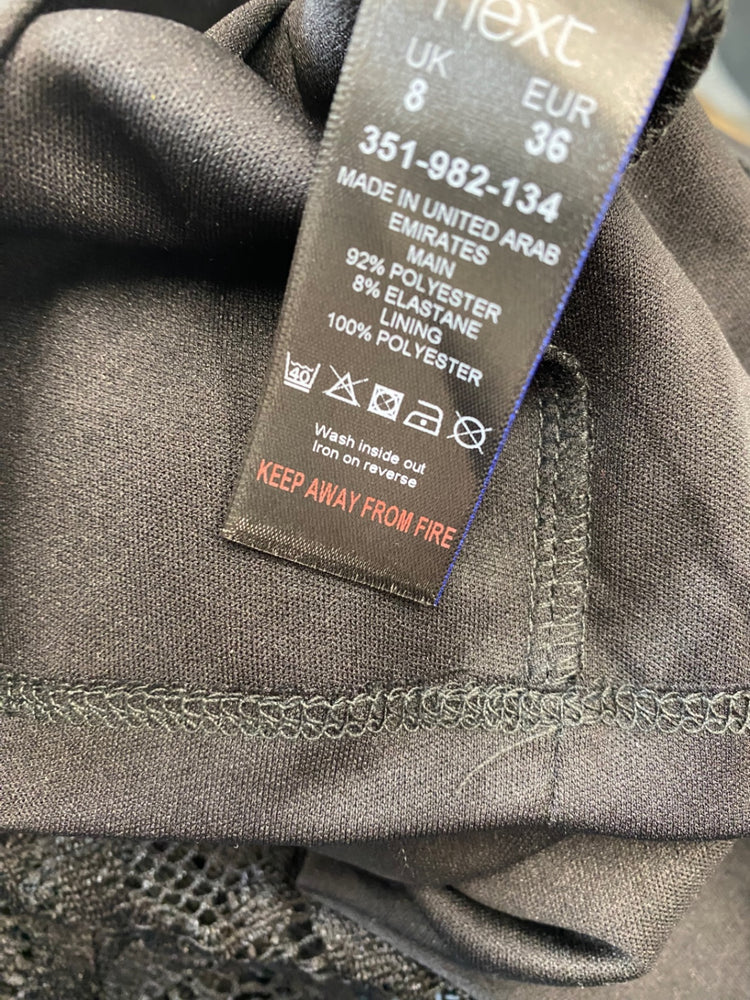 next
UK EUR
8 36
351-982-134
MADE IN UNITED ARAB
EMIRATES
MAIN
92% POLYESTER
8% ELASTANE
LINING
100% POLYESTER
40
Wash inside out
Iron on reverse
KEEP AWAY FROM FIRE